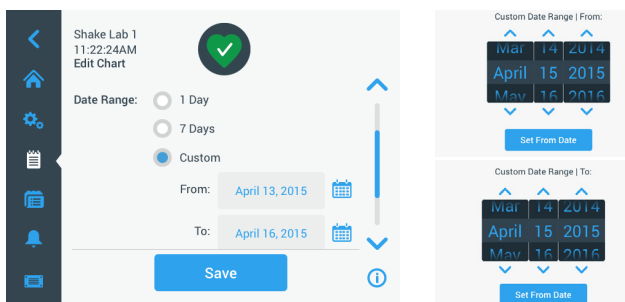 Shake Lab 1
11:22:24AM
Edit Chart
Date Range:
1 Day
7 Days
Custom
From: April 13, 2015
To: April 16, 2015
Save
Custom Date Range | From:
Mar 14 2014
April 15 2015
May 16 2016
Set From Date
Custom Date Range | To:
Mar 14 2014
April 15 2015
May 16 2016
Set From Date